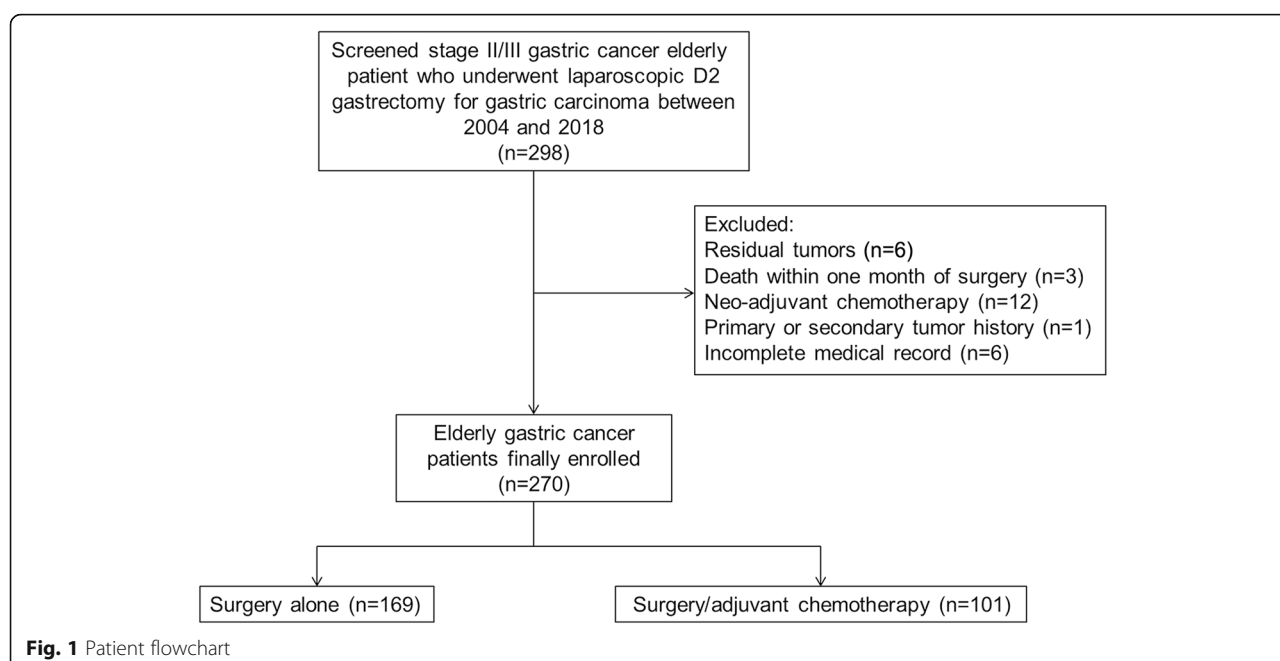 Screened stage II/III gastric cancer elderly
patient who underwent laparoscopic D2
gastrectomy for gastric carcinoma between
2004 and 2018
(n=298)
Excluded:
Residual tumors (n=6)
Death within one month of surgery (n=3)
Neo-adjuvant chemotherapy (n=12)
Primary or secondary tumor history (n=1)
Incomplete medical record (n=6)
Elderly gastric cancer
patients finally enrolled
(n=270)
Surgery alone (n=169)
Surgery/adjuvant chemotherapy (n=101)
Fig. 1 Patient flowchart